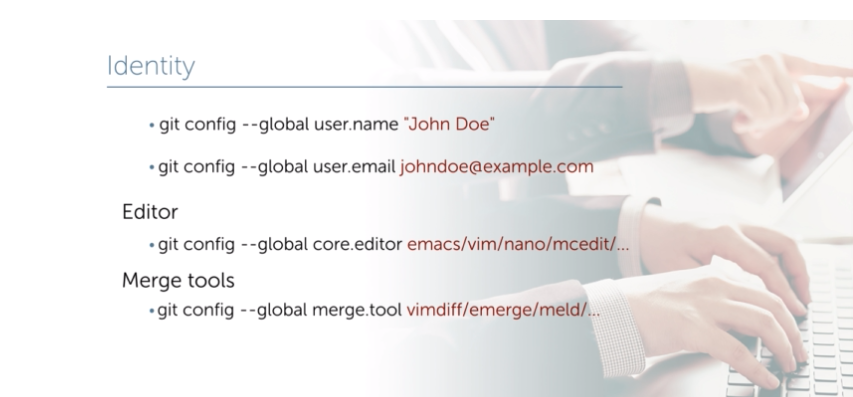 Identity
• git config --global user.name "John Doe"
• git config --global user.email johndoe@example.com
Editor
• git config --global core.editor emacs/vim/nano/mcedit/...
Merge tools
• git config --global merge.tool vimdiff/emerge/meld/...